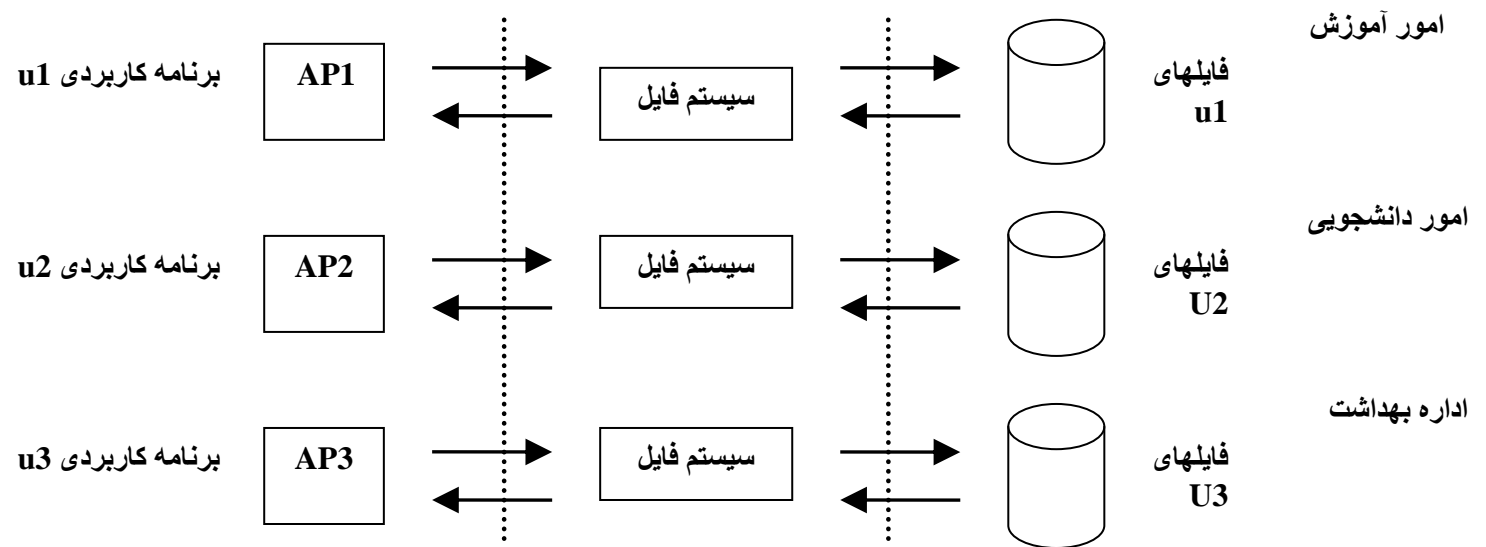 امور آموزش
برنامه کاربردی u1
AP1
سیستم فایل
فایلهای
u1
امور دانشجویی
برنامه کاربردی u2
AP2
سیستم فایل
فایلهای
U2
اداره بهداشت
برنامه کاربردی u3
AP3
سیستم فایل
فایلهای
U3